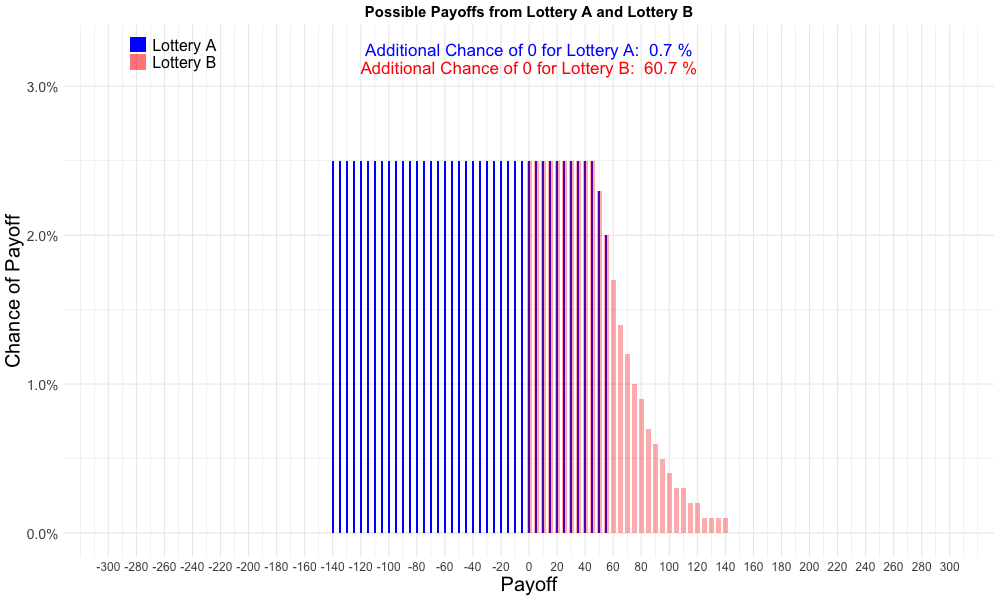 Possible Payoffs from Lottery A and Lottery B
Lottery A
Lottery B
Additional Chance of 0 for Lottery A:  0.7 %
Additional Chance of 0 for Lottery B:  60.7 %
Chance of Payoff
3.0%
2.0%
1.0%
0.0%
-300 -280 -260 -240 -220 -200 -180 -160 -140 -120 -100 -80 -60 -40 -20 0 20 40 60 80 100 120 140 160 180 200 220 240 260 280 300
Payoff